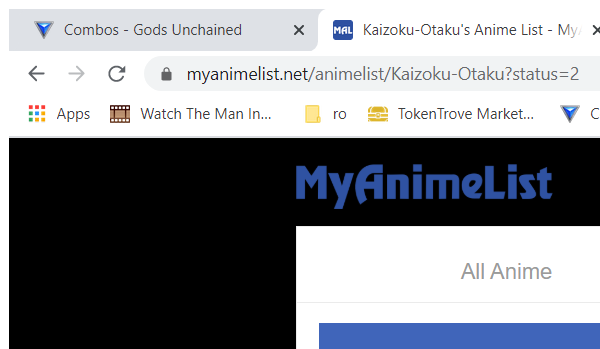 Combos - Gods Unchained
MAL Kaizoku-Otaku's Anime List - My
myanimelist.net/animelist/Kaizoku-Otaku?status=2
Apps Watch The Man In... ro TokenTrove Market... C
MyAnimeList
All Anime